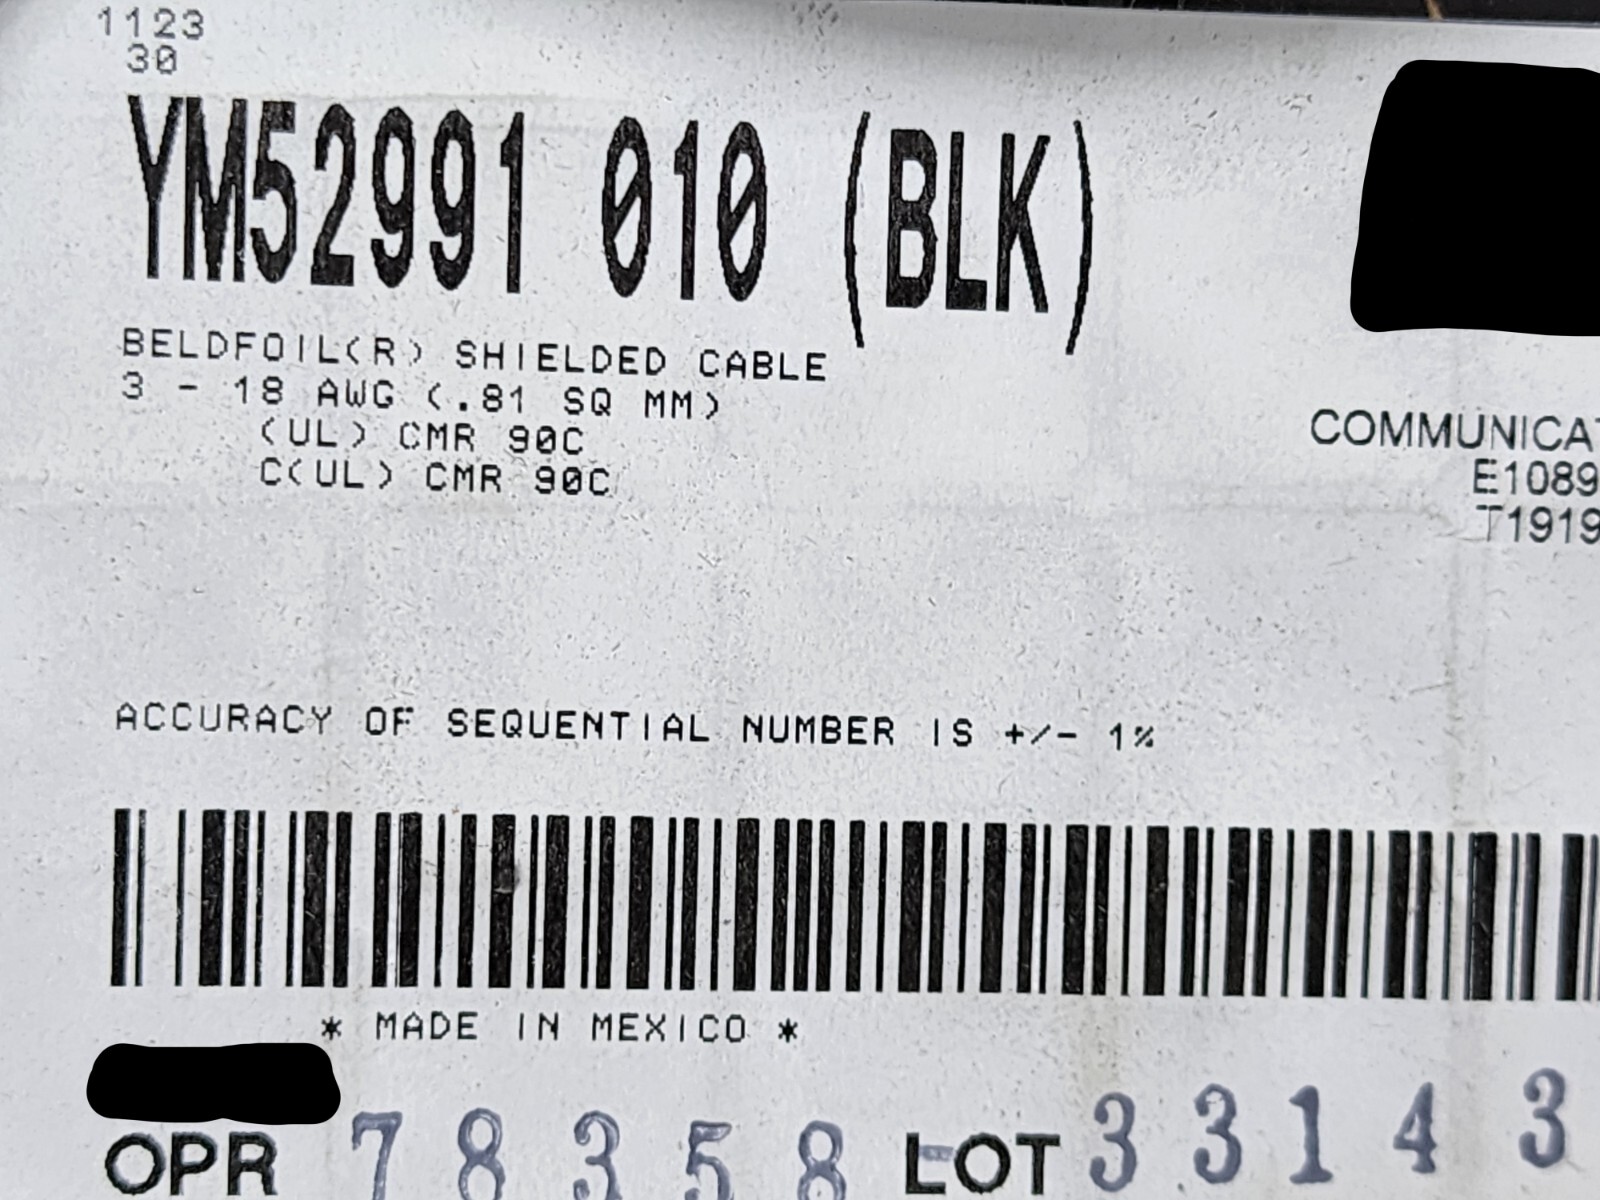 1123
30
YM52991 010 (BLK)
BELDFOIL(R) SHIELDED CABLE
3 - 18 AWG (.81 SQ MM)
(UL) CMR 90C
C(UL) CMR 90C
COMMUNICAT
E1089
T1919
ACCURACY OF SEQUENTIAL NUMBER IS +/- 1%
* MADE IN MEXICO *
OPR 78358 LOT 33143